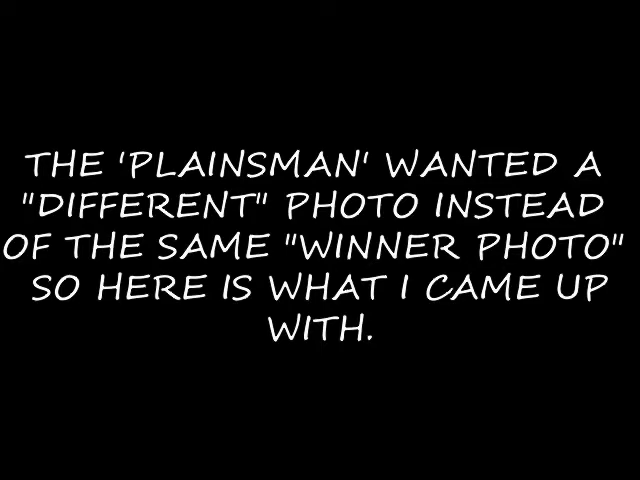 THE 'PLAINSMAN' WANTED A
"DIFFERENT" PHOTO INSTEAD
OF THE SAME "WINNER PHOTO"
SO HERE IS WHAT I CAME UP
WITH.